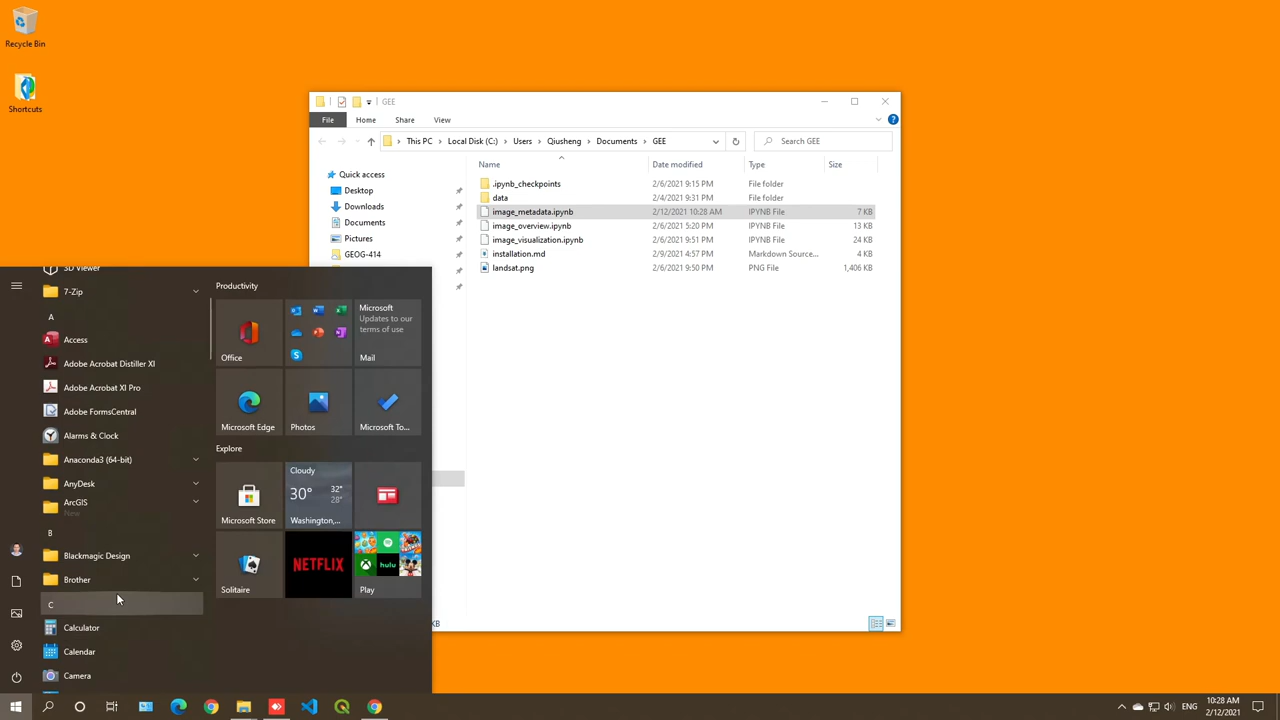 Recycle Bin
Shortcuts
GEE
File Home Share View
This PC Local Disk (C:) Users Qiusheng Documents GEE
Search GEE
Name Date modified Type Size
Quick access
Desktop
Downloads
Documents
Pictures
GEOG-414
.ipynb_checkpoints 2/6/2021 9:15 PM File folder
data 2/4/2021 9:31 PM File folder
image_metadata.ipynb 2/12/2021 10:28 AM IPYNB File 7 KB
image_overview.ipynb 2/6/2021 5:20 PM IPYNB File 13 KB
image_visualization.ipynb 2/6/2021 9:51 PM IPYNB File 24 KB
installation.md 2/9/2021 4:57 PM Markdown Source... 4 KB
landsat.png 2/6/2021 9:50 PM PNG File 1,406 KB
KB
3D Viewer
7-Zip
A
Access
Adobe Acrobat Distiller XI
Adobe Acrobat XI Pro
Adobe FormsCentral
Alarms & Clock
Anaconda3 (64-bit)
AnyDesk
ArcGIS
New
B
Blackmagic Design
Brother
C
Calculator
Calendar
Camera
Productivity
Office
Microsoft
Updates to our
terms of use
Mail
Microsoft Edge
Photos
Microsoft To...
Explore
Microsoft Store
Cloudy
30° 32°
28°
Washington,...
Solitaire
NETFLIX
hulu
Play
ENG
10:28 AM
2/12/2021